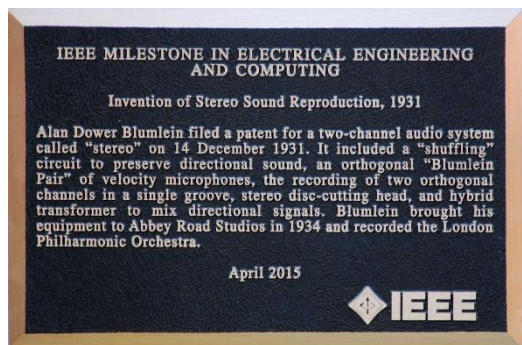 IEEE MILESTONE IN ELECTRICAL ENGINEERING
AND COMPUTING
Invention of Stereo Sound Reproduction, 1931
Alan Dower Blumlein filed a patent for a two-channel audio system
called “stereo” on 14 December 1931. It included a “shuffling”
circuit to preserve directional sound, an orthogonal “Blumlein
Pair” of velocity microphones, the recording of two orthogonal
channels in a single groove, stereo disc-cutting head, and hybrid
transformer to mix directional signals. Blumlein brought his
equipment to Abbey Road Studios in 1934 and recorded the London
Philharmonic Orchestra.
April 2015
IEEE